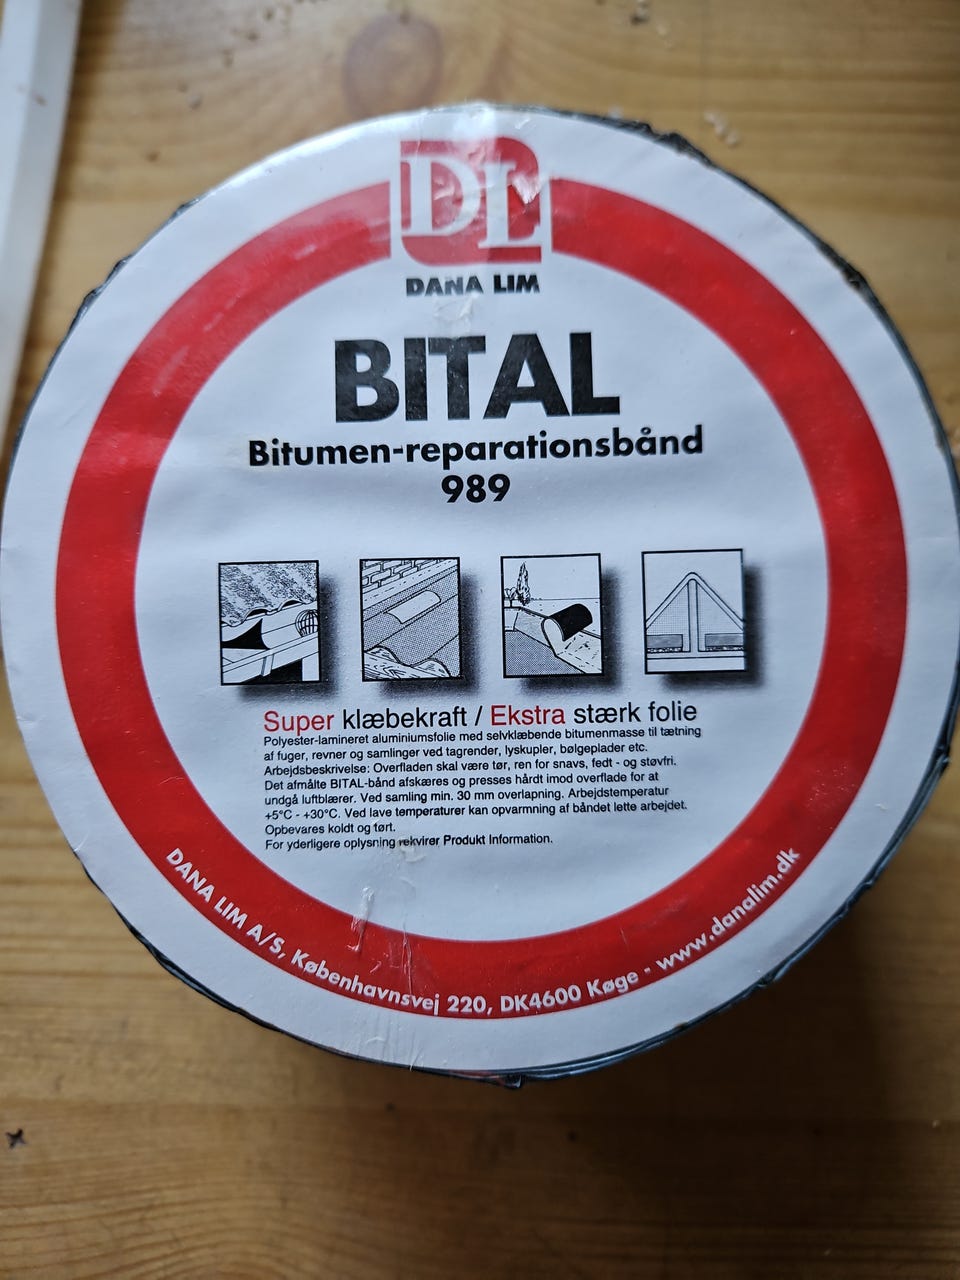 DL
DANA LIM
BITAL
Bitumen-reparationsbånd
989
Super klæbekraft / Ekstra stærk folie
Polyester-lamineret aluminiumsfolie med selvklæbende bitumenmasse til tætning
af fuger, revner og samlinger ved tagrender, lyskupler, bølgeplader etc.
Arbejdsbeskrivelse: Overfladen skal være tør, ren for snavs, fedt - og støvfri.
Det afmålte BITAL-bånd afskæres og presses hårdt imod overflade for at
undgå luftblærer. Ved samling min. 30 mm overlapning. Arbejdstemperatur
+5°C - +30°C. Ved lave temperaturer kan opvarmning af båndet lette arbejdet.
Opbevares koldt og tørt.
For yderligere oplysning rekvirér Produkt Information.
DANA LIM A/S, Københavnsvej 220, DK4600 Køge - www.danalim.dk